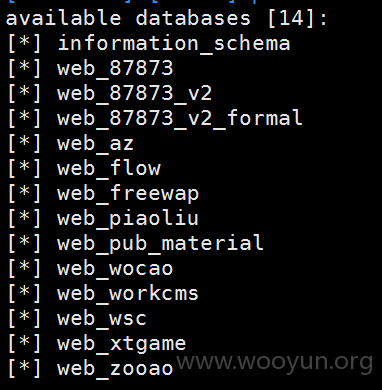 available databases [14]:
[*] information_schema
[*] web_87873
[*] web_87873_v2
[*] web_87873_v2_formal
[*] web_az
[*] web_flow
[*] web_freewap
[*] web_piaoliu
[*] web_pub_material
[*] web_wocao
[*] web_workcms
[*] web_wsc
[*] web_xtgame
[*] web_zooao
www.wooyun.org